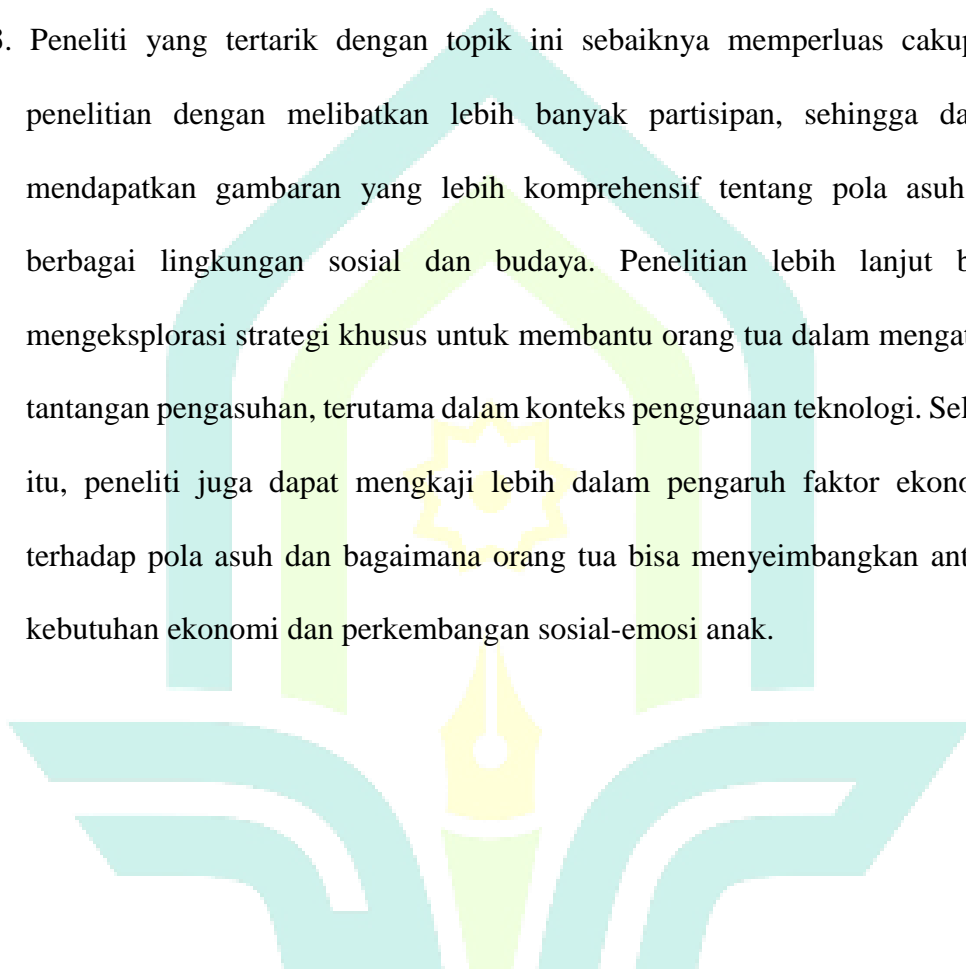 3. Peneliti yang tertarik dengan topik ini sebaiknya memperluas cakup
penelitian dengan melibatkan lebih banyak partisipan, sehingga da
mendapatkan gambaran yang lebih komprehensif tentang pola asuh
berbagai lingkungan sosial dan budaya. Penelitian lebih lanjut b
mengeksplorasi strategi khusus untuk membantu orang tua dalam mengat
tantangan pengasuhan, terutama dalam konteks penggunaan teknologi. Sel
itu, peneliti juga dapat mengkaji lebih dalam pengaruh faktor ekono
terhadap pola asuh dan bagaimana orang tua bisa menyeimbangkan ant
kebutuhan ekonomi dan perkembangan sosial-emosi anak.